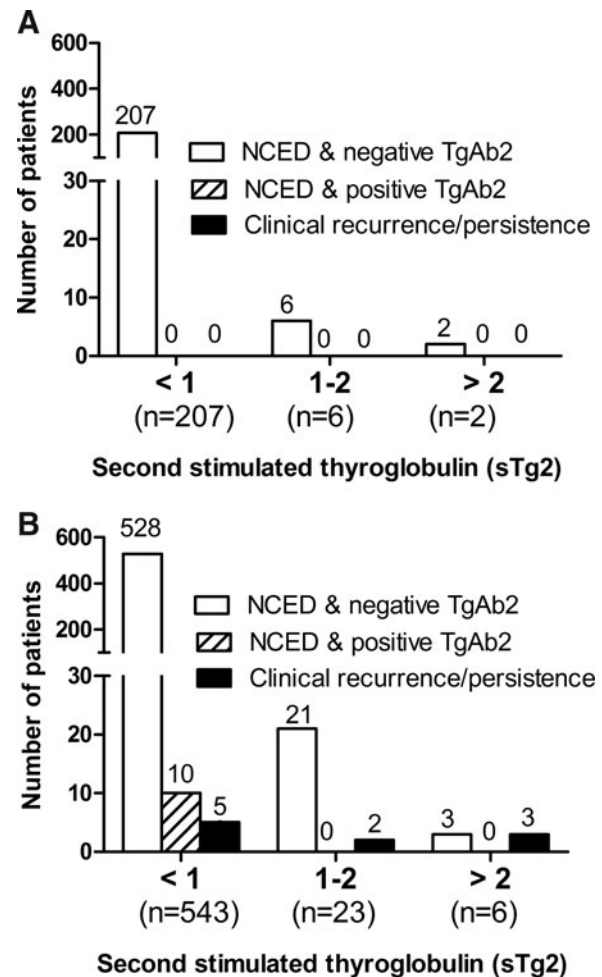 A
600
400
200
30
20
10
0
Number of patients
207
0 0
6
0 0
2
0 0
NCED & negative TgAb2
NCED & positive TgAb2
Clinical recurrence/persistence
< 1 1-2 > 2
(n=207) (n=6) (n=2)
Second stimulated thyroglobulin (sTg2)
B
600
400
200
30
20
10
0
Number of patients
528
10
5
21
0
2
3
0
3
NCED & negative TgAb2
NCED & positive TgAb2
Clinical recurrence/persistence
< 1 1-2 > 2
(n=543) (n=23) (n=6)
Second stimulated thyroglobulin (sTg2)